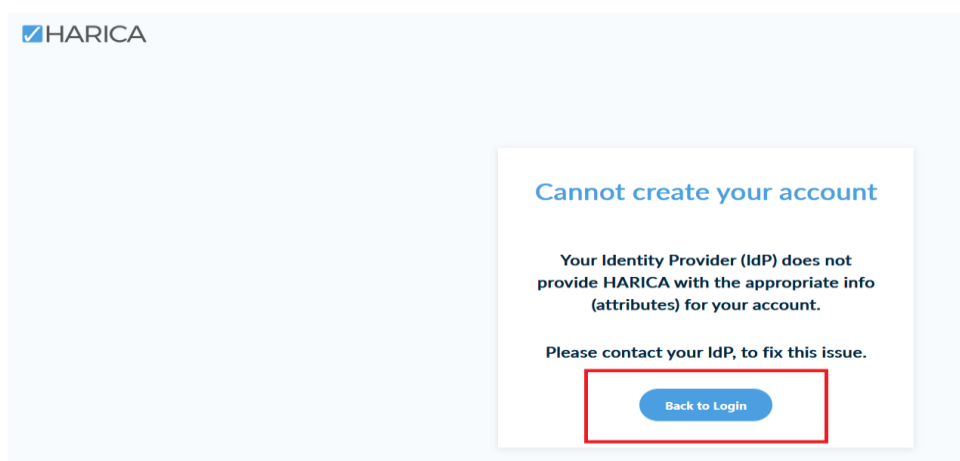 HARICA
Cannot create your account
Your Identity Provider (IdP) does not
provide HARICA with the appropriate info
(attributes) for your account.
Please contact your IdP, to fix this issue.
Back to Login